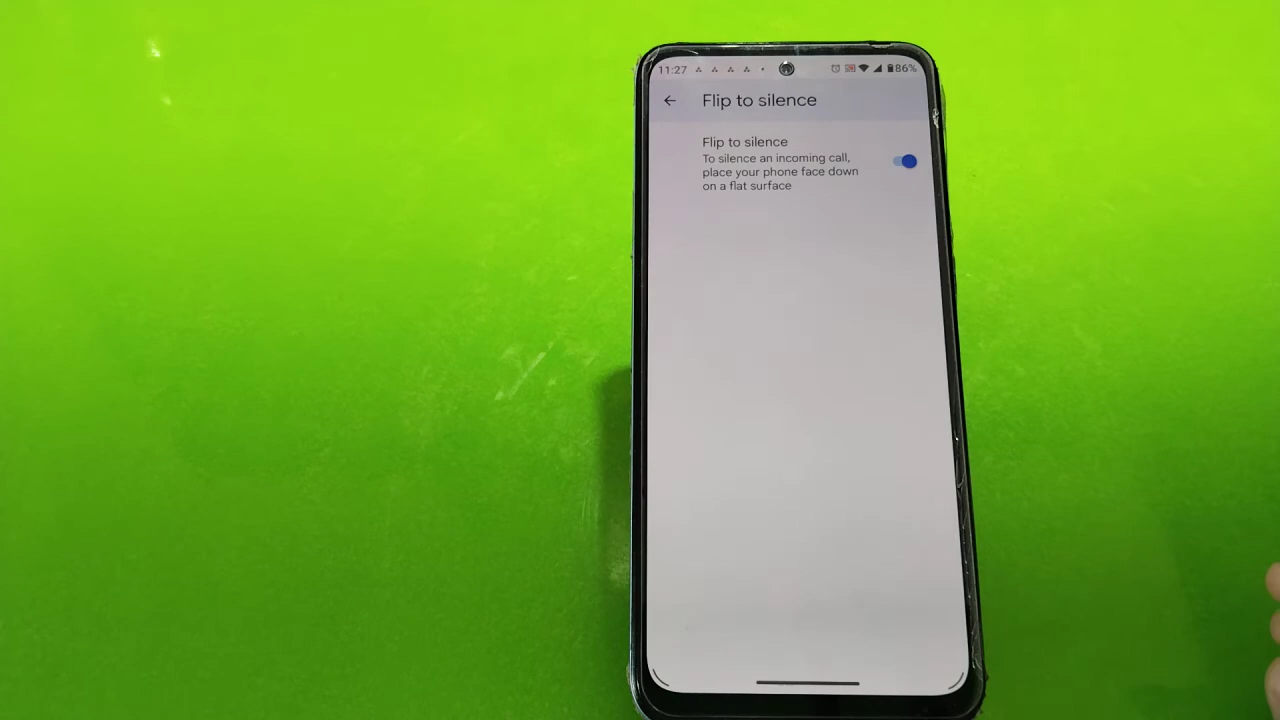 11:27 86%
Flip to silence
Flip to silence
To silence an incoming call,
place your phone face down
on a flat surface